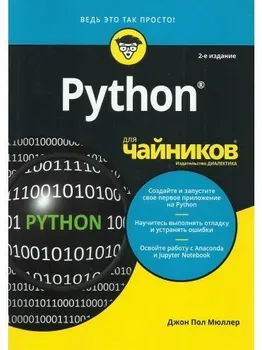 ВЕДЬ ЭТО ТАК ПРОСТО!
2-е издание
Python®
для
чайников®
Издательство ДИАЛЕКТИКА
PYTHON
Создайте и запустите
свое первое приложение
на Python
Научитесь выполнять отладку
и устранять ошибки
Освойте работу с Anaconda
и Jupyter Notebook
Джон Пол Мюллер